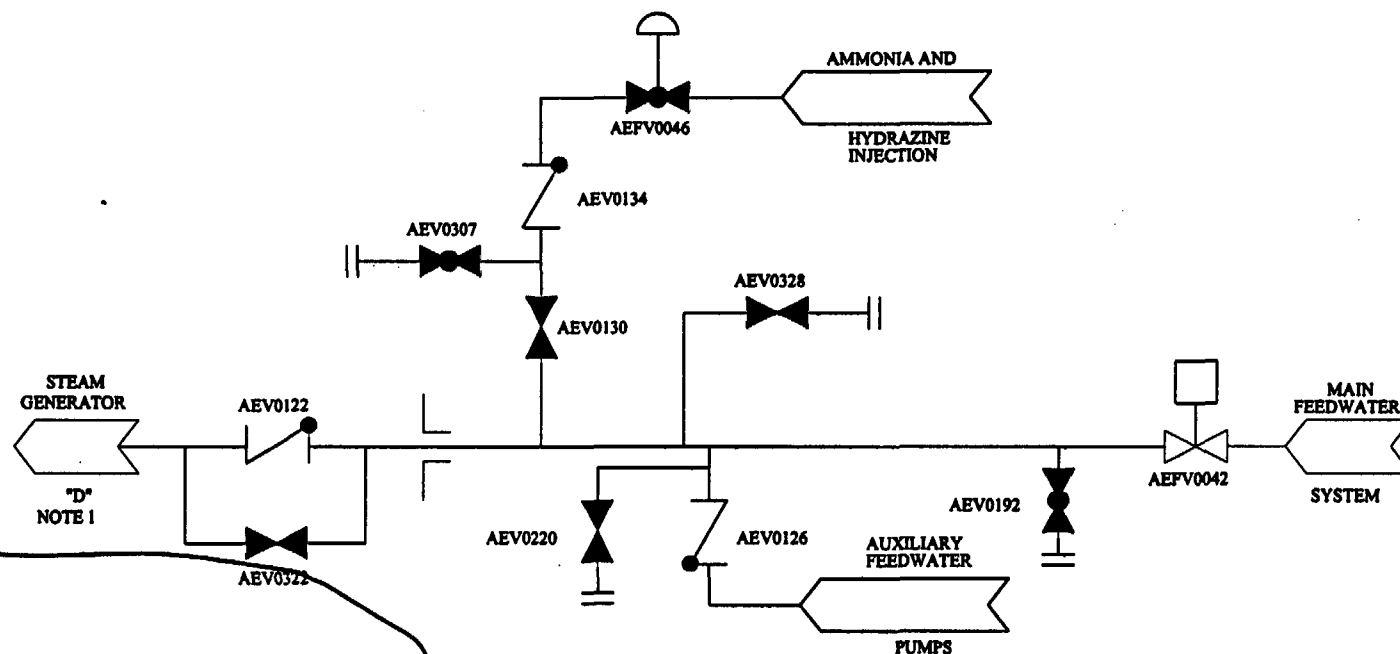 AMMONIA AND
AEFV0046
HYDRAZINE
INJECTION
AEV0134
AEV0307
AEV0328
AEV0130
STEAM
GENERATOR
AEV0122
MAIN
FEEDWATER
AEFV0042
"D"
NOTE 1
SYSTEM
AEV0192
AEV0220
AEV0126
AUXILIARY
FEEDWATER
AEV0322
PUMPS